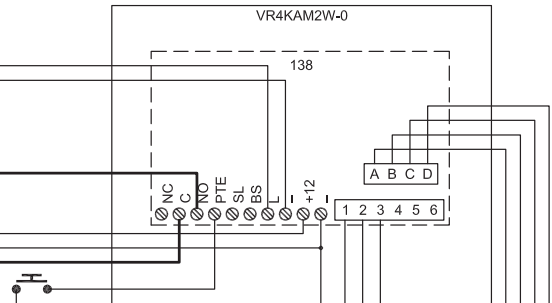 VR4KAM2W-0
138
A B C D
NC C NO PTE SL BS L – +12 –
1 2 3 4 5 6